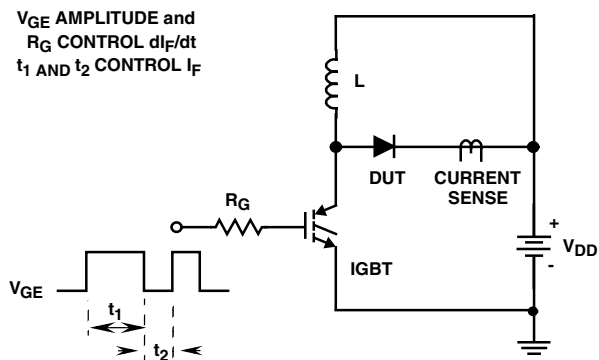 VGE AMPLITUDE and
RG CONTROL dIF/dt
t1 AND t2 CONTROL IF
L
DUT
CURRENT
SENSE
RG
+
VDD
-
IGBT
VGE
t1
t2